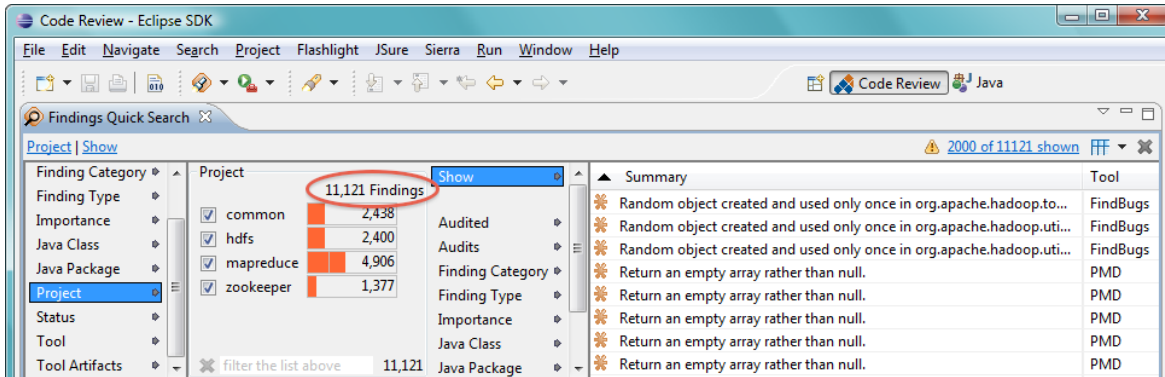 Code Review - Eclipse SDK
File Edit Navigate Search Project Flashlight JSure Sierra Run Window Help
010
Code Review Java
Findings Quick Search
Project | Show
2000 of 11121 shown
Finding Category
Finding Type
Importance
Java Class
Java Package
Project
Status
Tool
Tool Artifacts
Project
11,121 Findings
common 2,438
hdfs 2,400
mapreduce 4,906
zookeeper 1,377
filter the list above 11,121
Show
Audited
Audits
Finding Category
Finding Type
Importance
Java Class
Java Package
Summary Tool
Random object created and used only once in org.apache.hadoop.to... FindBugs
Random object created and used only once in org.apache.hadoop.uti... FindBugs
Random object created and used only once in org.apache.hadoop.uti... FindBugs
Return an empty array rather than null. PMD
Return an empty array rather than null. PMD
Return an empty array rather than null. PMD
Return an empty array rather than null. PMD
Return an empty array rather than null. PMD